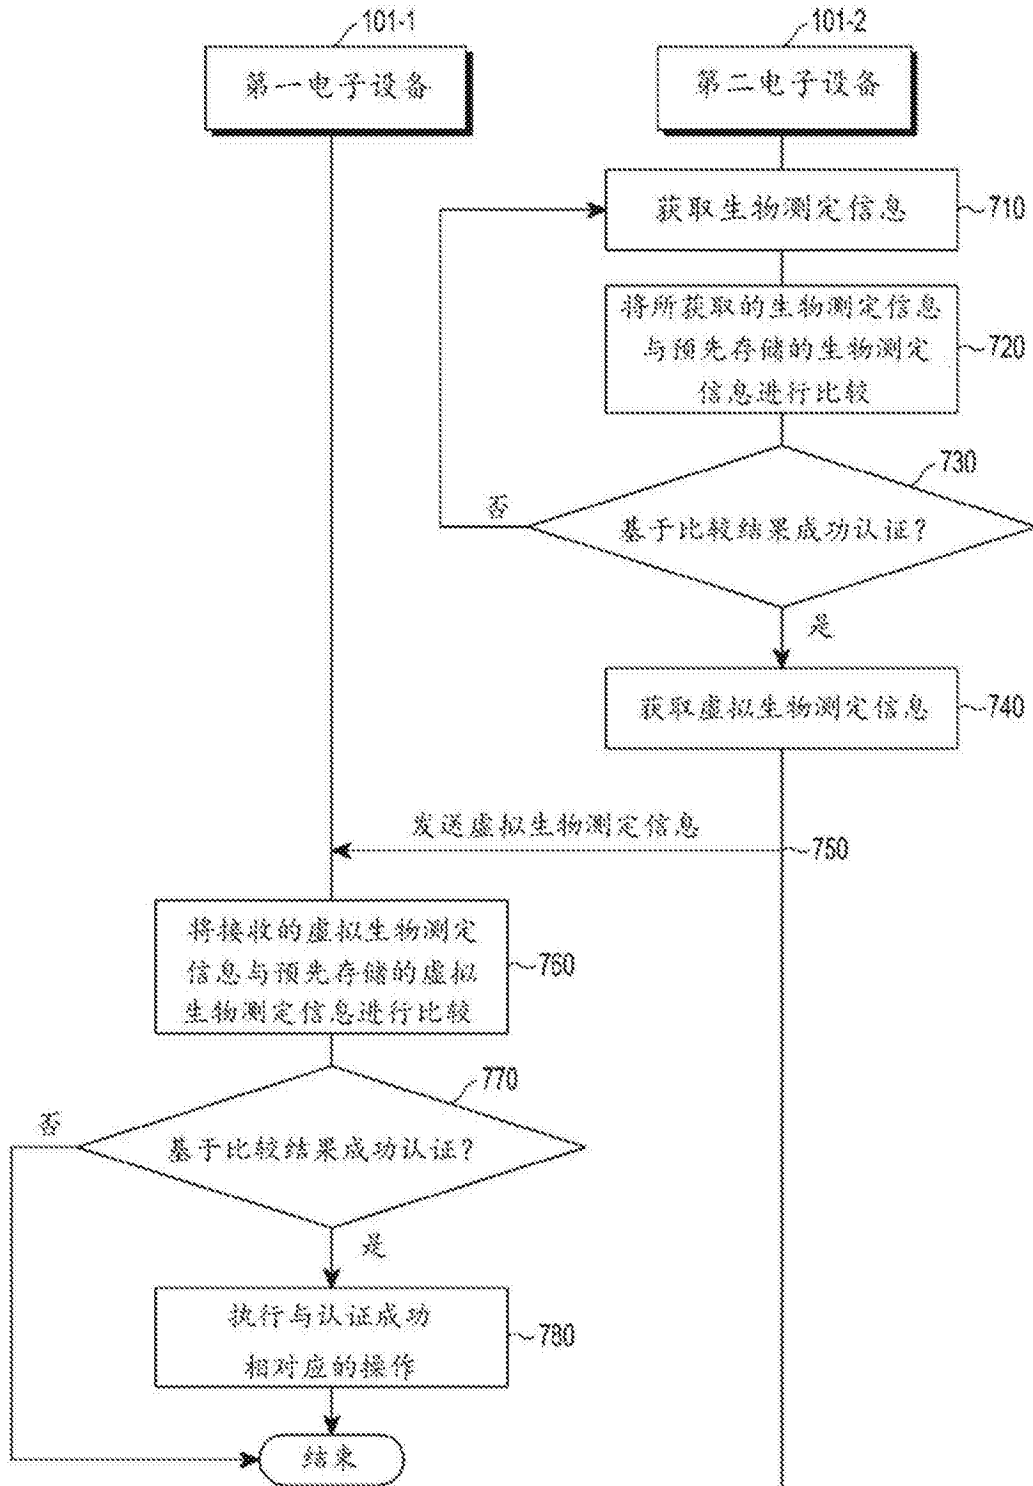 101-1
101-2
第一电子设备
第二电子设备
获取生物测定信息
710
将所获取的生物测定信息
与预先存储的生物测定
信息进行比较
720
730
否
基于比较结果成功认证?
是
获取虚拟生物测定信息
740
发送虚拟生物测定信息
750
将接收的虚拟生物测定
信息与预先存储的虚拟
生物测定信息进行比较
760
770
否
基于比较结果成功认证?
是
执行与认证成功
相对应的操作
780
结束